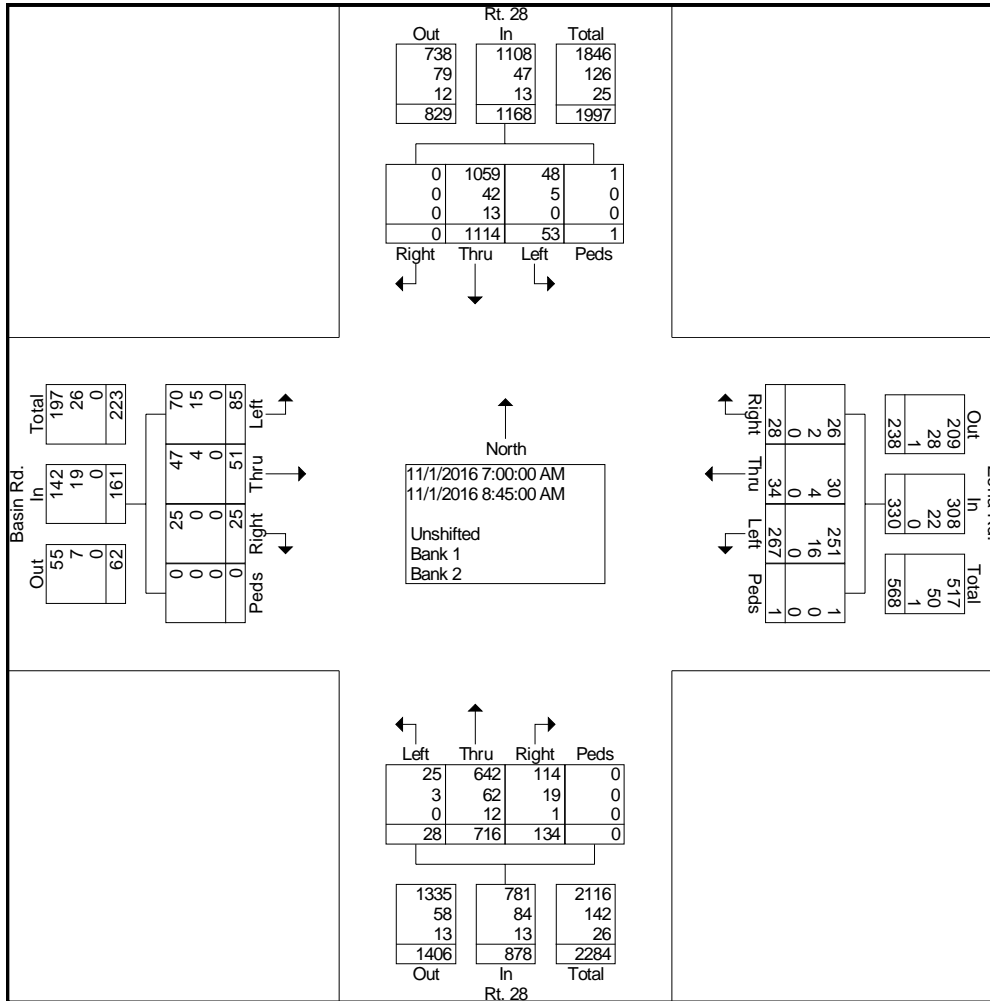 Rt. 28
Out In Total
738 1108 1846
79 47 126
12 13 25
829 1168 1997
0 1059 48 1
0 42 5 0
0 13 0 0
0 1114 53 1
Right Thru Left Peds
Basin Rd.
Total In Out
197 142 55
26 19 7
0 0 0
223 161 62
70 47 25 0
15 4 0 0
0 0 0 0
85 51 25 0
Left Thru Right Peds
North
11/1/2016 7:00:00 AM
11/1/2016 8:45:00 AM
Unshifted
Bank 1
Bank 2
Right Thru Left Peds
26 30 251 1
2 4 16 0
0 0 0 0
28 34 267 1
Out In Total
209 308 517
28 22 50
1 0 1
238 330 568
Left Thru Right Peds
25 642 114 0
3 62 19 0
0 12 1 0
28 716 134 0
1335 781 2116
58 84 142
13 13 26
1406 878 2284
Out In Total
Rt. 28